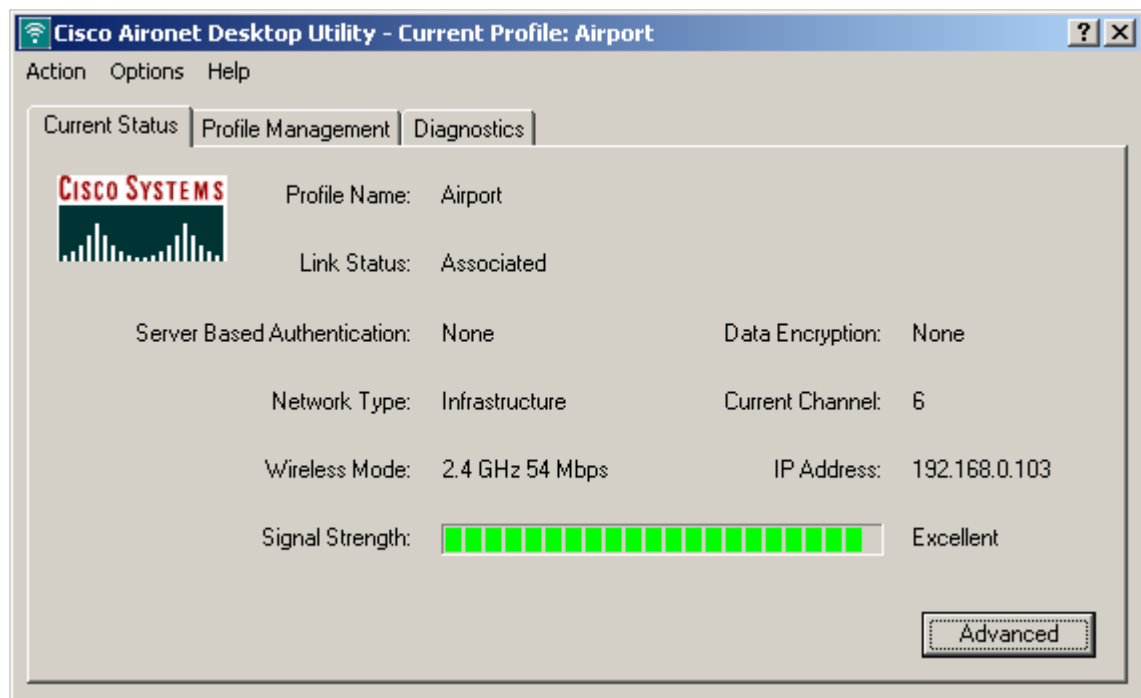 Cisco Aironet Desktop Utility - Current Profile: Airport
Action Options Help
Current Status Profile Management Diagnostics
CISCO SYSTEMS
Profile Name: Airport
Link Status: Associated
Server Based Authentication: None Data Encryption: None
Network Type: Infrastructure Current Channel: 6
Wireless Mode: 2.4 GHz 54 Mbps IP Address: 192.168.0.103
Signal Strength: Excellent
Advanced